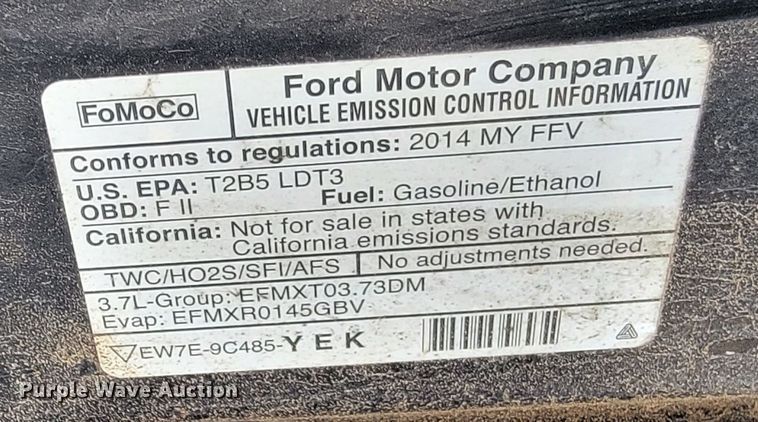 FoMoCo
Ford Motor Company
VEHICLE EMISSION CONTROL INFORMATION
Conforms to regulations: 2014 MY FFV
U.S. EPA: T2B5 LDT3
OBD: F II Fuel: Gasoline/Ethanol
California: Not for sale in states with
California emissions standards.
TWC/HO2S/SFI/AFS No adjustments needed.
3.7L-Group: EFMXT03.73DM
Evap: EFMXR0145GBV
EW7E-9C485-YEK
Purple Wave Auction